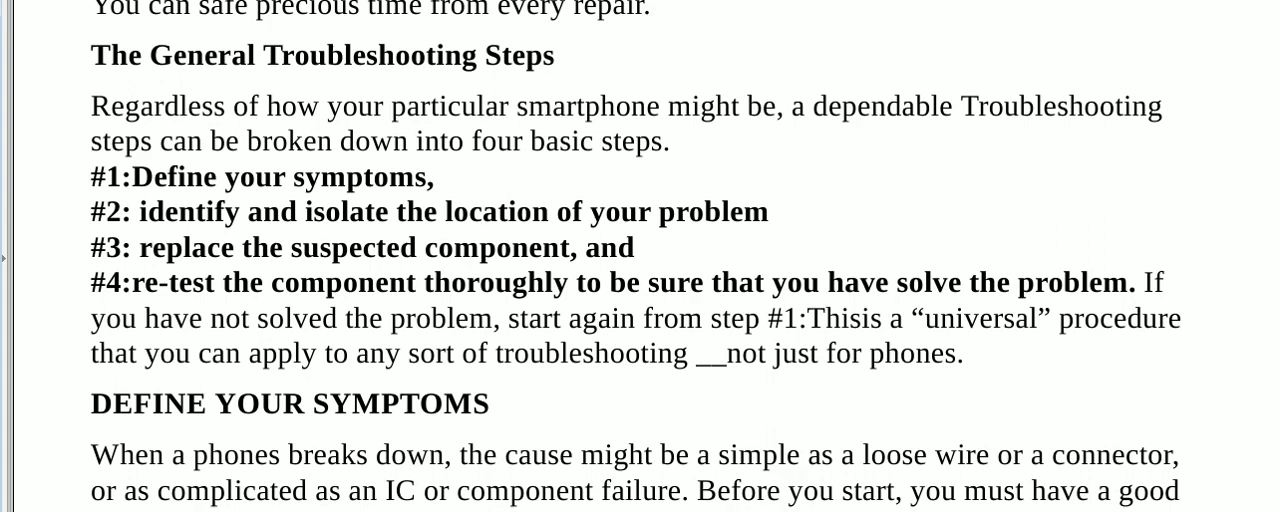 You can safe precious time from every repair.
The General Troubleshooting Steps
Regardless of how your particular smartphone might be, a dependable Troubleshooting
steps can be broken down into four basic steps.
#1:Define your symptoms,
#2: identify and isolate the location of your problem
#3: replace the suspected component, and
#4:re-test the component thoroughly to be sure that you have solve the problem. If
you have not solved the problem, start again from step #1:Thisis a “universal” procedure
that you can apply to any sort of troubleshooting __not just for phones.
DEFINE YOUR SYMPTOMS
When a phones breaks down, the cause might be a simple as a loose wire or a connector,
or as complicated as an IC or component failure. Before you start, you must have a good